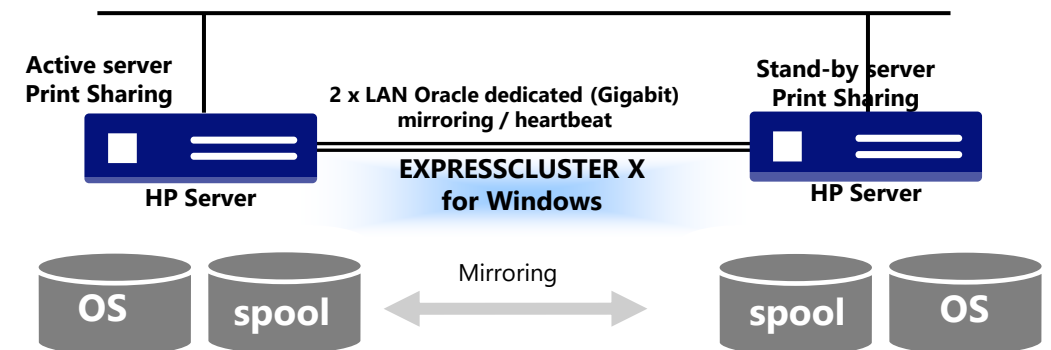 Active server
Print Sharing
2 x LAN Oracle dedicated (Gigabit)
mirroring / heartbeat
Stand-by server
Print Sharing
EXPRESSCLUSTER X
for Windows
HP Server
HP Server
Mirroring
OS
spool
spool
OS